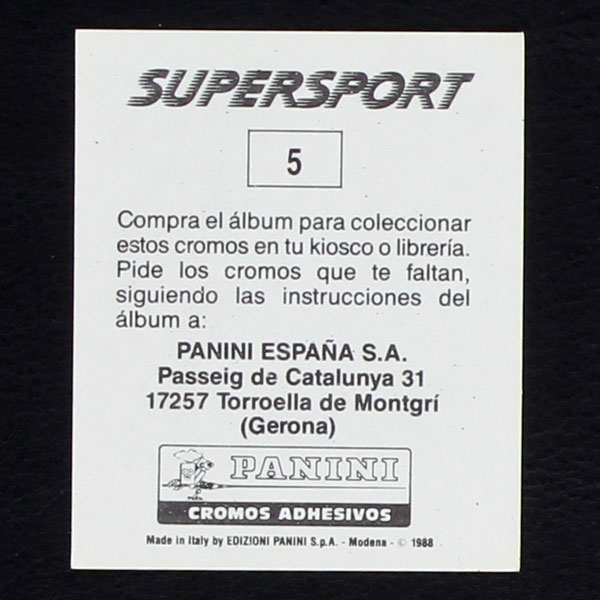 SUPERSPORT
5
Compra el álbum para coleccionar
estos cromos en tu kiosco o librería.
Pide los cromos que te faltan,
siguiendo las instrucciones del
álbum a:
PANINI ESPAÑA S.A.
Passeig de Catalunya 31
17257 Torroella de Montgrí
(Gerona)
PANINI
CROMOS ADHESIVOS
Made in Italy by EDIZIONI PANINI S.p.A. - Modena - © 1988